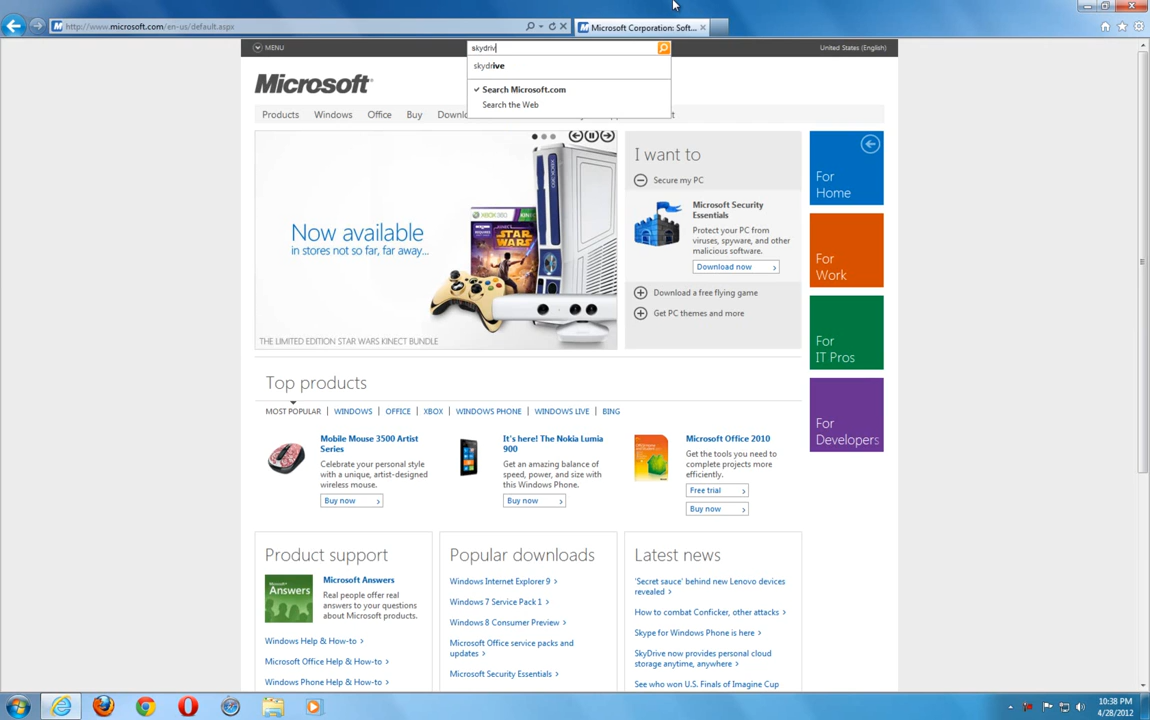 http://www.microsoft.com/en-us/default.aspx
Microsoft Corporation: Soft...
MENU
skydriv
United States (English)
skydrive
Search Microsoft.com
Search the Web
Microsoft
Products
Windows
Office
Buy
I want to
Secure my PC
Microsoft Security
Essentials
Protect your PC from
viruses, spyware, and other
malicious software.
Download now
Download a free flying game
Get PC themes and more
Now available
in stores not so far, far away...
XBOX 360
STAR
WARS
THE LIMITED EDITION STAR WARS KINECT BUNDLE
For
Home
For
Work
For
IT Pros
For
Developers
Top products
MOST POPULAR | WINDOWS | OFFICE | XBOX | WINDOWS PHONE | WINDOWS LIVE | BING
Mobile Mouse 3500 Artist
Series
Celebrate your personal style
with a unique, artist-designed
wireless mouse.
Buy now
It's here! The Nokia Lumia
900
Get an amazing balance of
speed, power, and size with
this Windows Phone.
Buy now
Microsoft Office 2010
Get the tools you need to
complete projects more
efficiently.
Free trial
Buy now
Product support
Answers
Microsoft Answers
Real people offer real
answers to your questions
about Microsoft products.
Windows Help & How-to
Microsoft Office Help & How-to
Windows Phone Help & How-to
Popular downloads
Windows Internet Explorer 9
Windows 7 Service Pack 1
Windows 8 Consumer Preview
Microsoft Office service packs and
updates
Microsoft Security Essentials
Latest news
'Secret sauce' behind new Lenovo devices
revealed
How to combat Conficker, other attacks
Skype for Windows Phone is here
SkyDrive now provides personal cloud
storage anytime, anywhere
See who won U.S. Finals of Imagine Cup
10:38 PM
4/28/2012